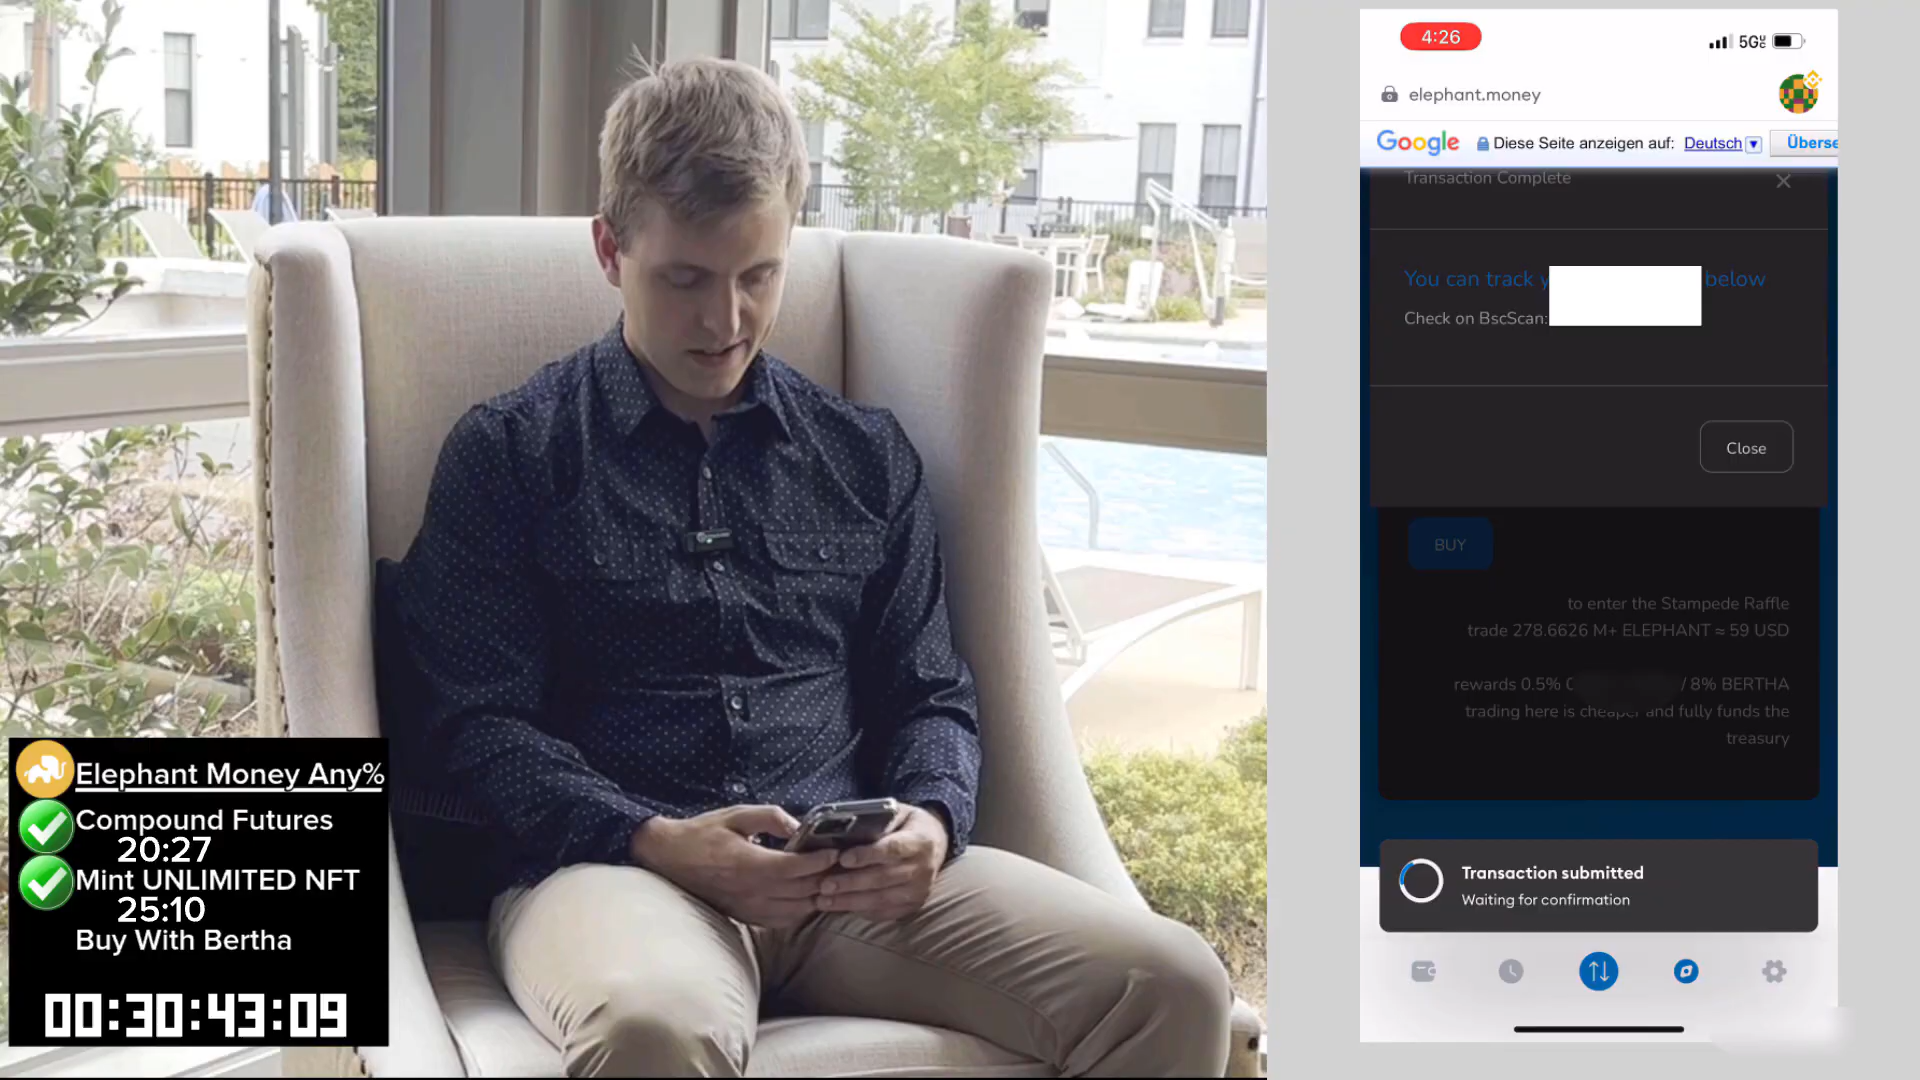 4:26
5G
elephant.money
Google Diese Seite anzeigen auf: Deutsch
Transaction Complete
You can track below
Check on BscScan:
Close
BUY
to enter the Stampede Raffle
trade 278.6626 M+ ELEPHANT ≈ 59 USD
rewards 0.5% / 8% BERTHA
trading here is cheaper and fully funds the
treasury
Transaction submitted
Waiting for confirmation
Elephant Money Any%
Compound Futures
20:27
Mint UNLIMITED NFT
25:10
Buy With Bertha
00:30:43:09